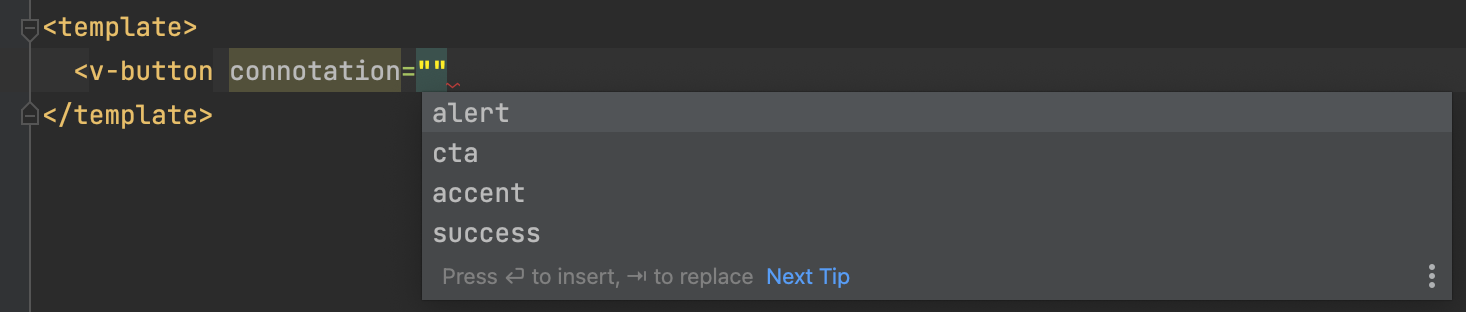 <template>
<v-button connotation=""
</template>
alert
cta
accent
success
Press ↵ to insert, ⇥ to replace Next Tip